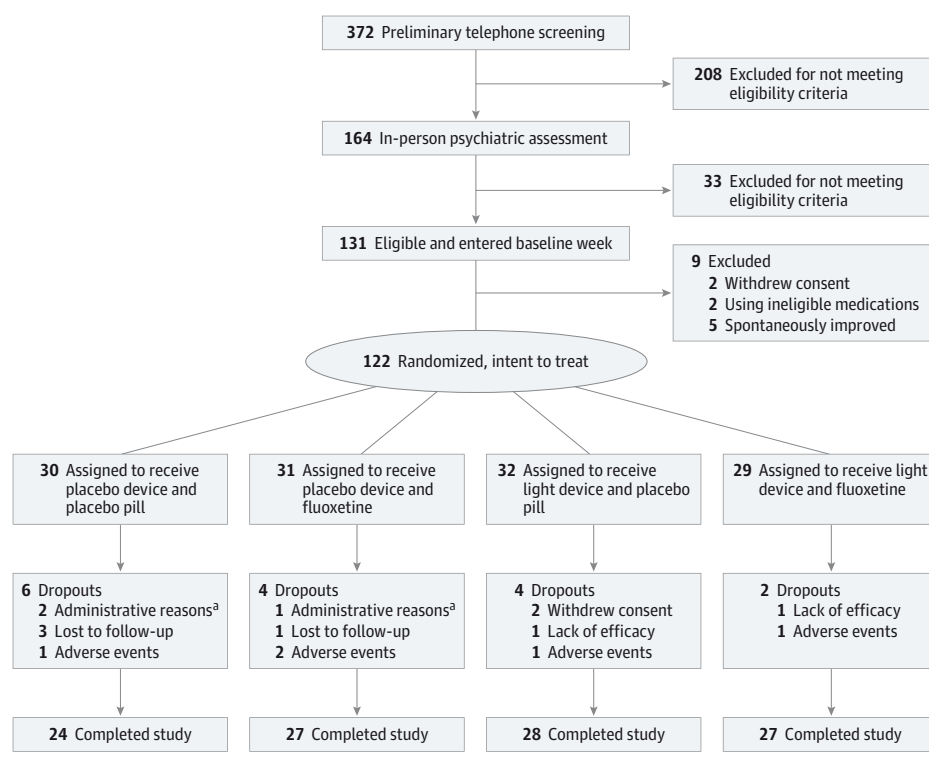 372 Preliminary telephone screening
208 Excluded for not meeting
eligibility criteria
164 In-person psychiatric assessment
33 Excluded for not meeting
eligibility criteria
131 Eligible and entered baseline week
9 Excluded
2 Withdrew consent
2 Using ineligible medications
5 Spontaneously improved
122 Randomized, intent to treat
30 Assigned to receive
placebo device and
placebo pill
31 Assigned to receive
placebo device and
fluoxetine
32 Assigned to receive
light device and placebo
pill
29 Assigned to receive light
device and fluoxetine
6 Dropouts
2 Administrative reasonsᵃ
3 Lost to follow-up
1 Adverse events
4 Dropouts
1 Administrative reasonsᵃ
1 Lost to follow-up
2 Adverse events
4 Dropouts
2 Withdrew consent
1 Lack of efficacy
1 Adverse events
2 Dropouts
1 Lack of efficacy
1 Adverse events
24 Completed study
27 Completed study
28 Completed study
27 Completed study